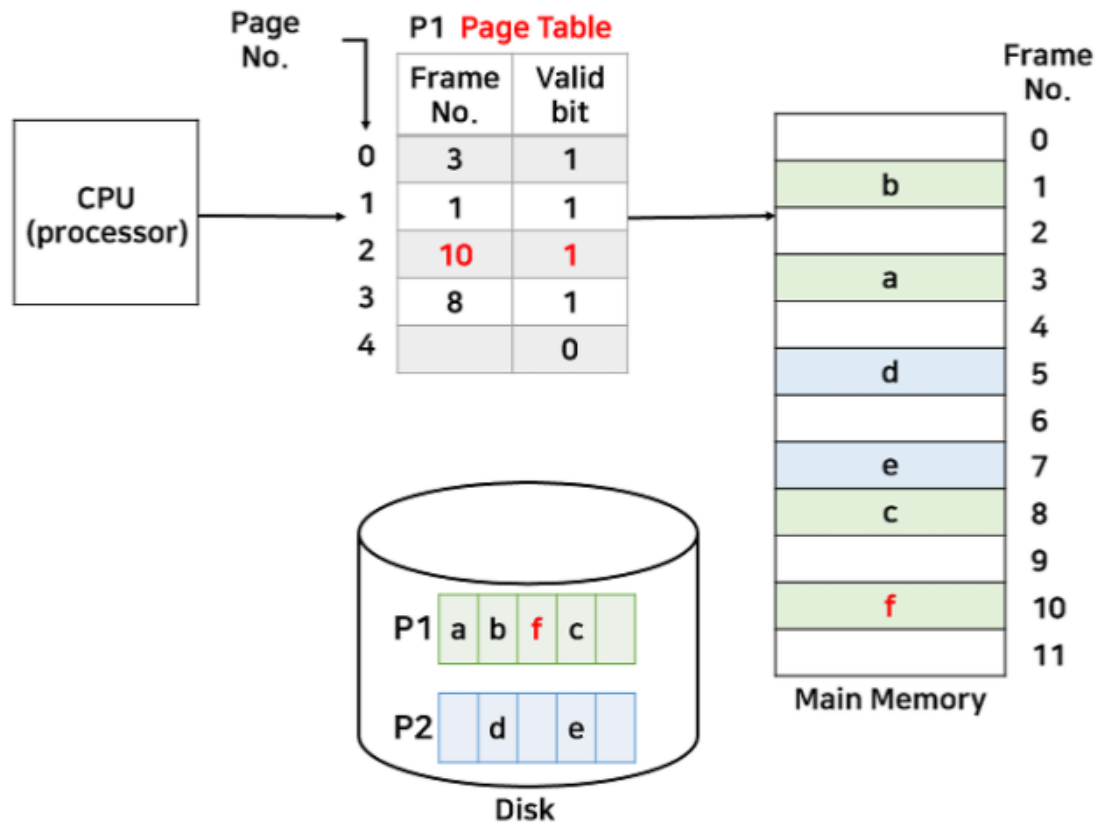 Page
No.
P1 Page Table
Frame
No.
Valid
bit
0 3 1
1 1 1
2 10 1
3 8 1
4 0
CPU
(processor)
Frame
No.
0
b 1
2
a 3
4
d 5
6
e 7
c 8
9
f 10
11
Main Memory
P1 a b f c
P2 d e
Disk